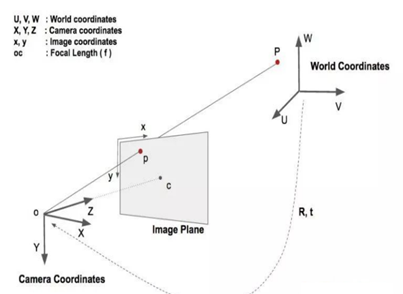 U, V, W : World coordinates
X, Y, Z : Camera coordinates
x, y : Image coordinates
oc : Focal Length ( f )
P
W
World Coordinates
V
U
x
y
p
c
o
Z
X
Y
Image Plane
R, t
Camera Coordinates